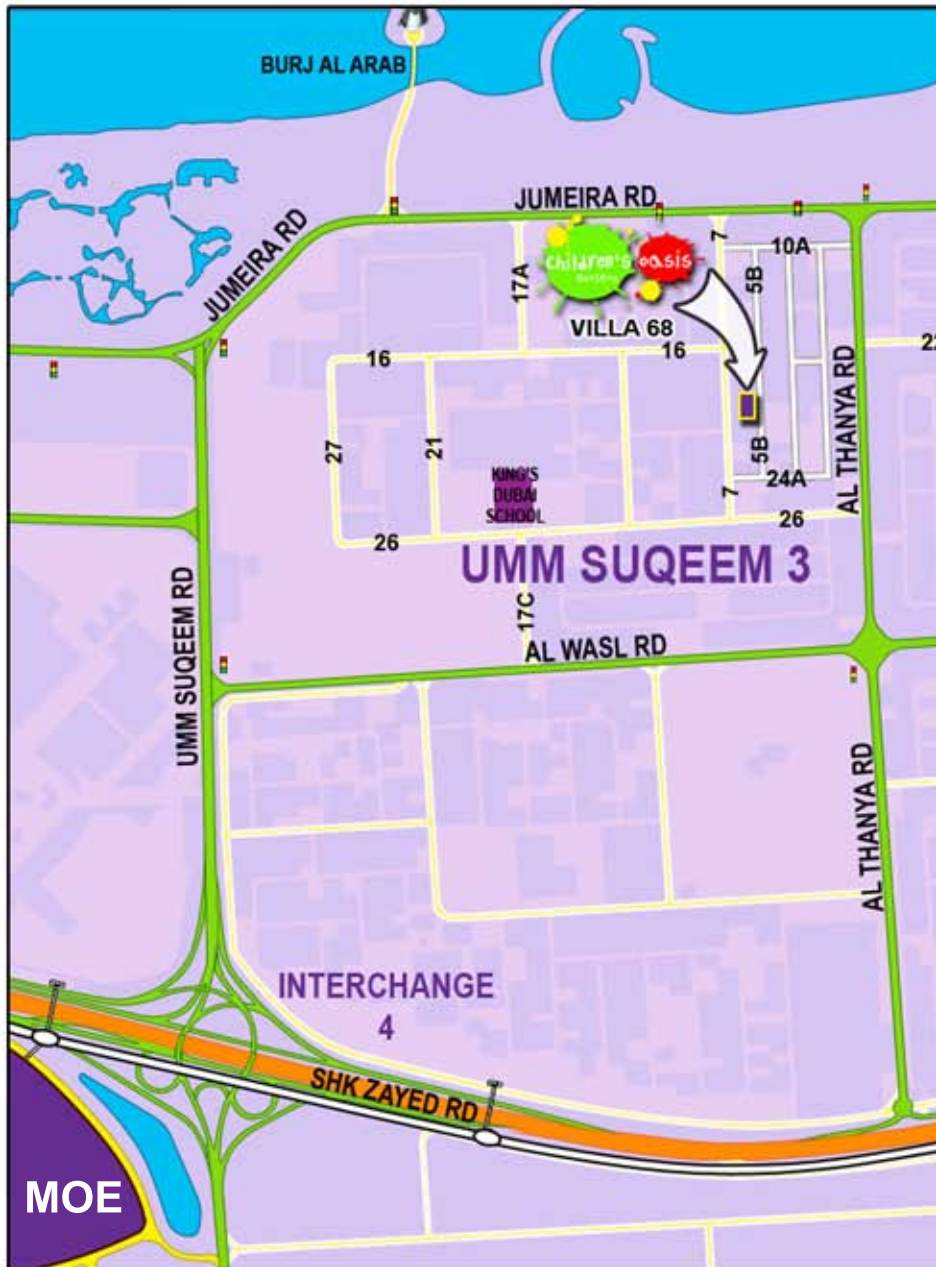 BURJ AL ARAB
JUMEIRA RD
JUMEIRA RD
7
10A
17A
children's
nursery
oasis
5B
VILLA 68
16
16
22
AL THANYA RD
27
21
5B
KING'S
DUBAI
SCHOOL
7
24A
26
26
UMM SUQEEM 3
17C
UMM SUQEEM RD
AL WASL RD
AL THANYA RD
INTERCHANGE
4
SHK ZAYED RD
MOE